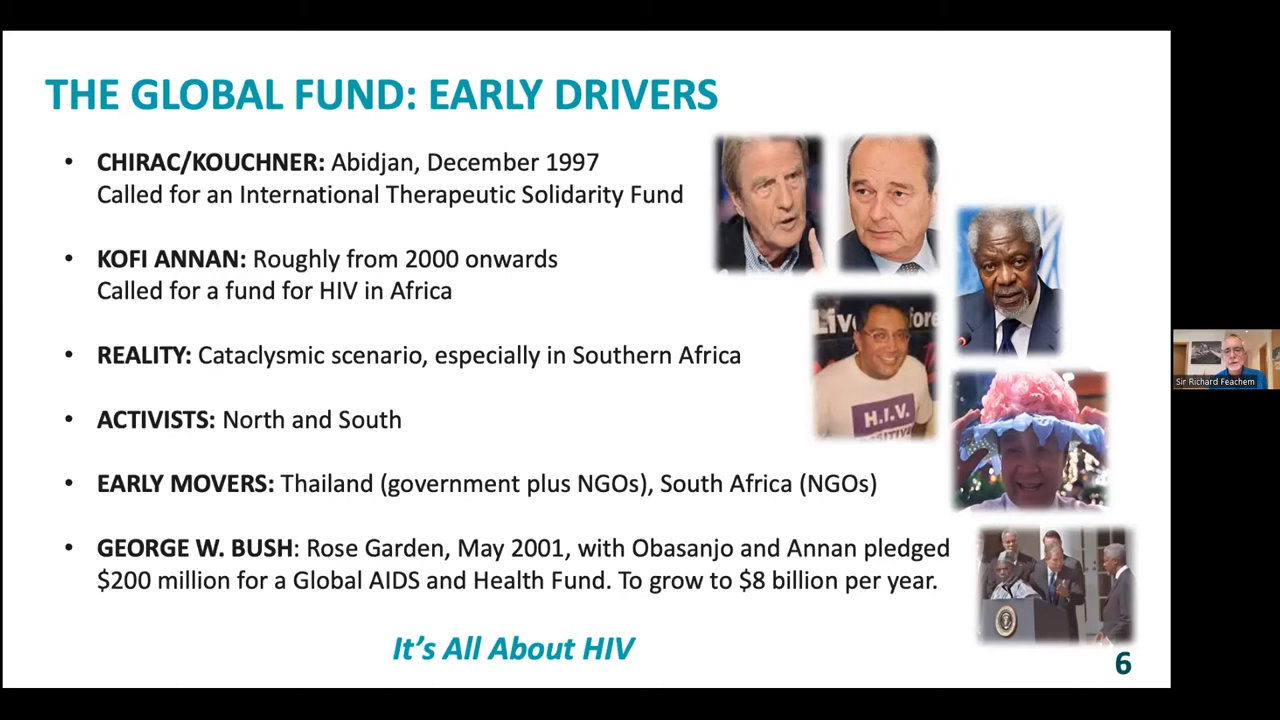 THE GLOBAL FUND: EARLY DRIVERS
• CHIRAC/KOUCHNER: Abidjan, December 1997
Called for an International Therapeutic Solidarity Fund
• KOFI ANNAN: Roughly from 2000 onwards
Called for a fund for HIV in Africa
• REALITY: Cataclysmic scenario, especially in Southern Africa
• ACTIVISTS: North and South
• EARLY MOVERS: Thailand (government plus NGOs), South Africa (NGOs)
• GEORGE W. BUSH: Rose Garden, May 2001, with Obasanjo and Annan pledged
$200 million for a Global AIDS and Health Fund. To grow to $8 billion per year.
It's All About HIV
6
H.I.V.
POSITIVE
Sir Richard Feachem